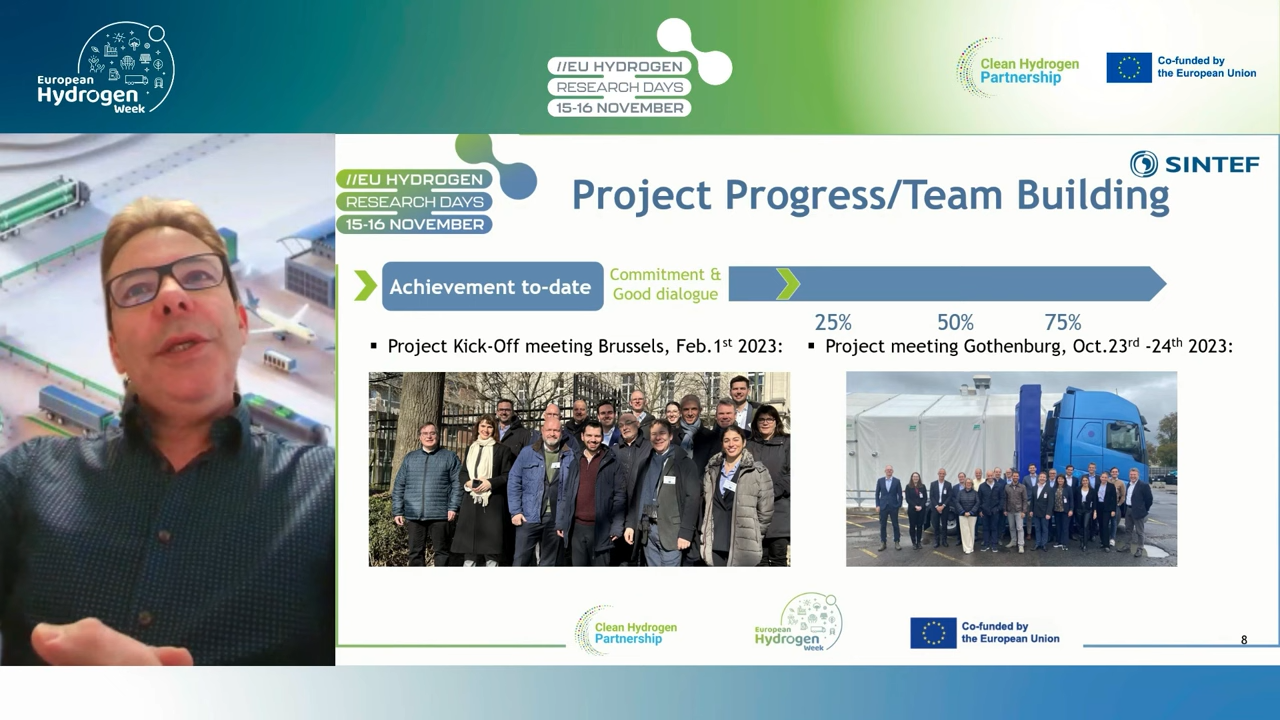 European
Hydrogen
Week
//EU HYDROGEN
RESEARCH DAYS
15-16 NOVEMBER
Clean Hydrogen
Partnership
Co-funded by
the European Union
//EU HYDROGEN
RESEARCH DAYS
15-16 NOVEMBER
SINTEF
Project Progress/Team Building
Achievement to-date
Commitment &
Good dialogue
25%
50%
75%
▪ Project Kick-Off meeting Brussels, Feb.1st 2023:
▪ Project meeting Gothenburg, Oct.23rd -24th 2023:
Clean Hydrogen
Partnership
European
Hydrogen
Week
Co-funded by
the European Union
8